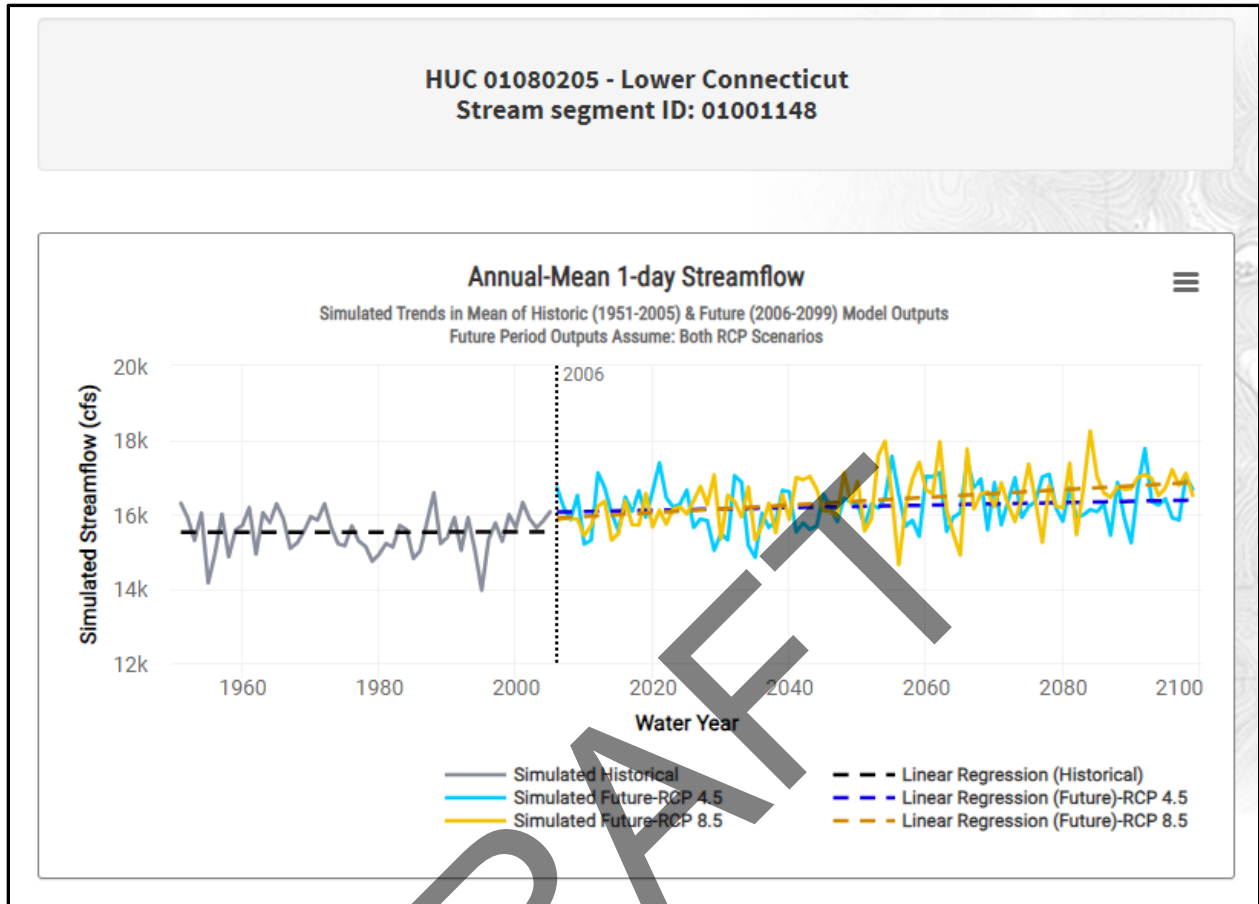 HUC 01080205 - Lower Connecticut
Stream segment ID: 01001148
Annual-Mean 1-day Streamflow
Simulated Trends in Mean of Historic (1951-2005) & Future (2006-2099) Model Outputs
Future Period Outputs Assume: Both RCP Scenarios
Simulated Streamflow (cfs)
20k
18k
16k
14k
12k
2006
1960 1980 2000 2020 2040 2060 2080 2100
Water Year
Simulated Historical
Simulated Future-RCP 4.5
Simulated Future-RCP 8.5
Linear Regression (Historical)
Linear Regression (Future)-RCP 4.5
Linear Regression (Future)-RCP 8.5
DRAFT